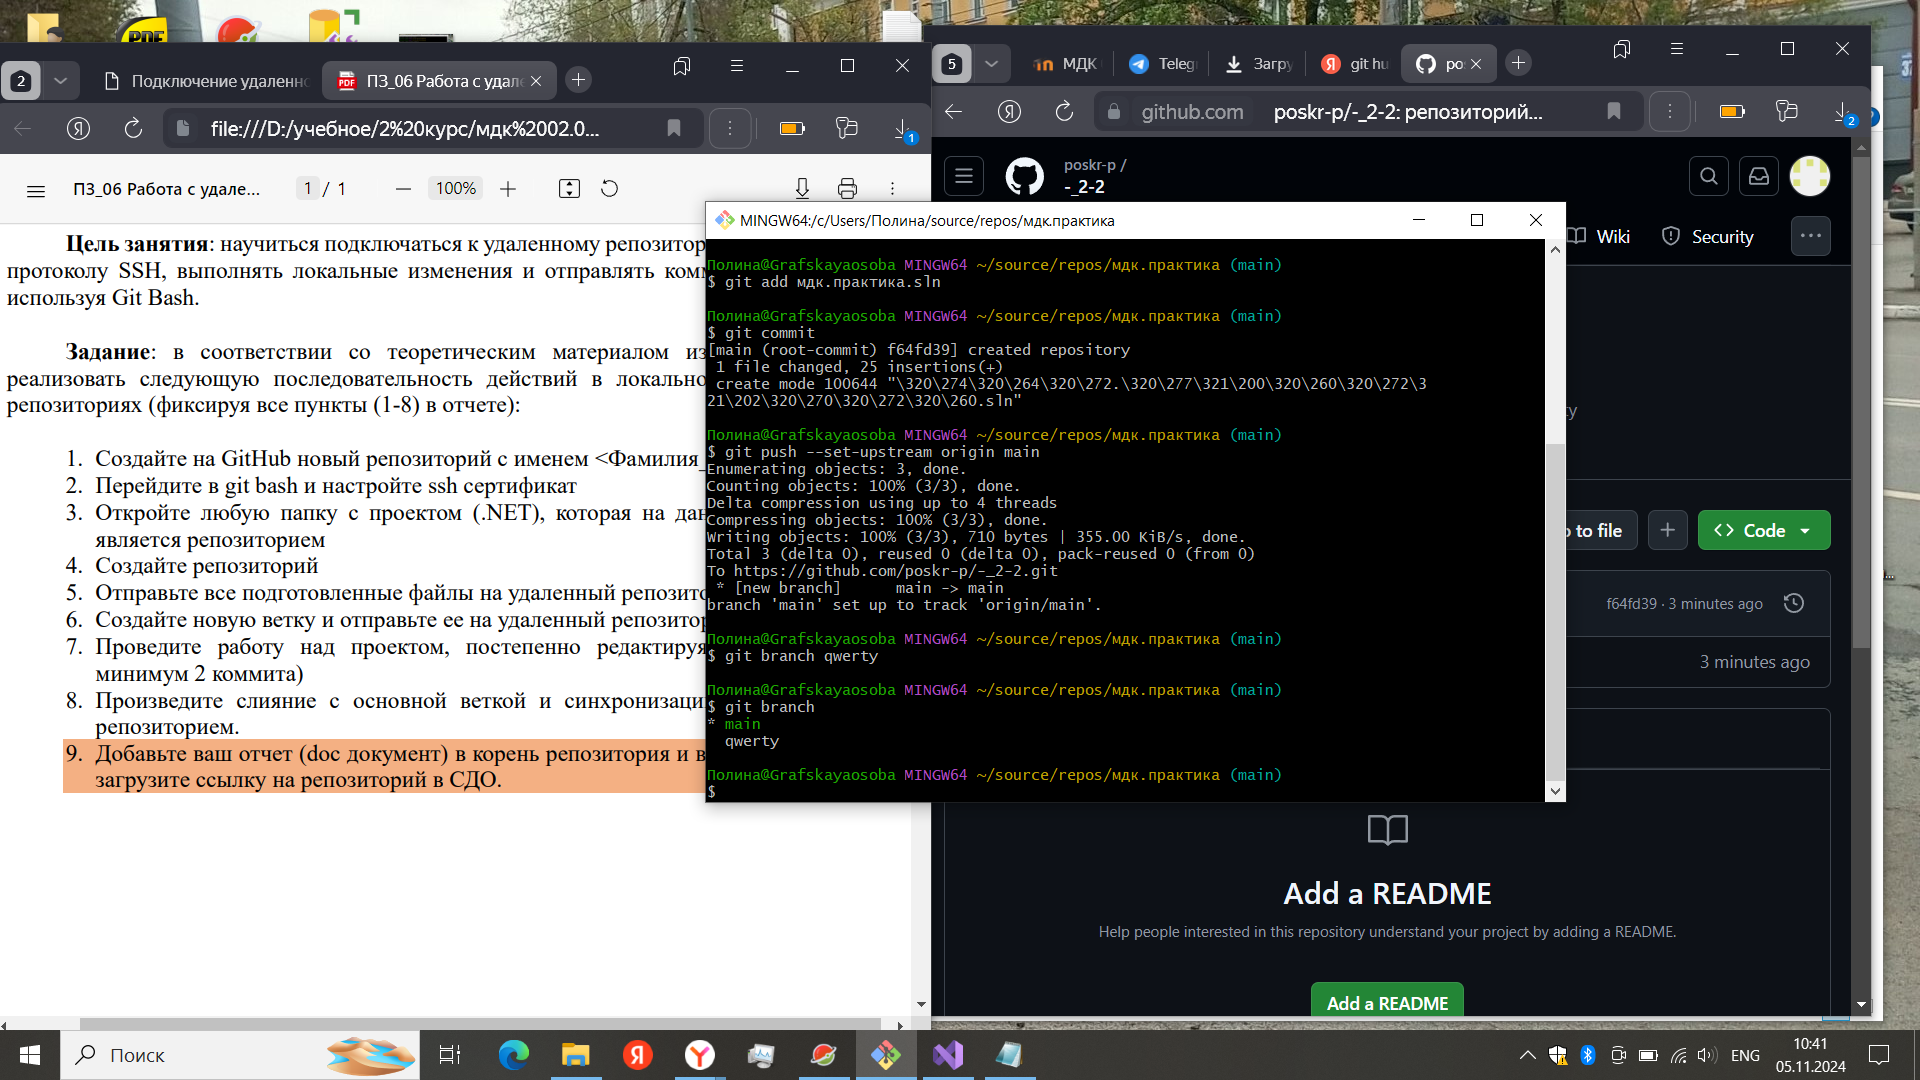 2
Подключение удаленн
ПЗ_06 Работа с удале
file:///D:/учебное/2%20курс/мдк%2002.0...
1
ПЗ_06 Работа с удале...
1 / 1
100%
Цель занятия: научиться подключаться к удаленному репозитор
протоколу SSH, выполнять локальные изменения и отправлять ком
используя Git Bash.
Задание: в соответствии со теоретическим материалом из
реализовать следующую последовательность действий в локально
репозиториях (фиксируя все пункты (1-8) в отчете):
1. Создайте на GitHub новый репозиторий с именем <Фамилия_
2. Перейдите в git bash и настройте ssh сертификат
3. Откройте любую папку с проектом (.NET), которая на дан
является репозиторием
4. Создайте репозиторий
5. Отправьте все подготовленные файлы на удаленный репозито
6. Создайте новую ветку и отправьте ее на удаленный репозитор
7. Проведите работу над проектом, постепенно редактируя
минимум 2 коммита)
8. Произведите слияние с основной веткой и синхронизаци
репозиторием.
9. Добавьте ваш отчет (doc документ) в корень репозитория и в
загрузите ссылку на репозиторий в СДО.
5
МДК
Telegr
Загру
git hu
po
github.com
poskr-p/-_2-2: репозиторий...
2
poskr-p /
-_2-2
Wiki
Security
MINGW64:/c/Users/Полина/source/repos/мдк.практика
Полина@Grafskayaosoba MINGW64 ~/source/repos/мдк.практика (main)
$ git add мдк.практика.sln
Полина@Grafskayaosoba MINGW64 ~/source/repos/мдк.практика (main)
$ git commit
[main (root-commit) f64fd39] created repository
1 file changed, 25 insertions(+)
create mode 100644 "\320\274\320\264\320\272.\320\277\321\200\320\260\320\272\3
21\202\320\270\320\272\320\260.sln"
Полина@Grafskayaosoba MINGW64 ~/source/repos/мдк.практика (main)
$ git push --set-upstream origin main
Enumerating objects: 3, done.
Counting objects: 100% (3/3), done.
Delta compression using up to 4 threads
Compressing objects: 100% (3/3), done.
Writing objects: 100% (3/3), 710 bytes | 355.00 KiB/s, done.
Total 3 (delta 0), reused 0 (delta 0), pack-reused 0 (from 0)
To https://github.com/poskr-p/-_2-2.git
* [new branch] main -> main
branch 'main' set up to track 'origin/main'.
Полина@Grafskayaosoba MINGW64 ~/source/repos/мдк.практика (main)
$ git branch qwerty
Полина@Grafskayaosoba MINGW64 ~/source/repos/мдк.практика (main)
$ git branch
* main
qwerty
Полина@Grafskayaosoba MINGW64 ~/source/repos/мдк.практика (main)
$
y
to file
Code
f64fd39 · 3 minutes ago
3 minutes ago
Add a README
Help people interested in this repository understand your project by adding a README.
Add a README
Поиск
ENG
10:41
05.11.2024